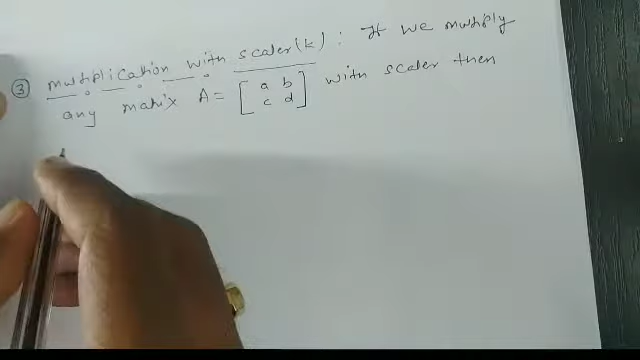 ③ multiplication with scaler(k) : If we multiply
any matrix A = [ a b
c d ] with scaler then